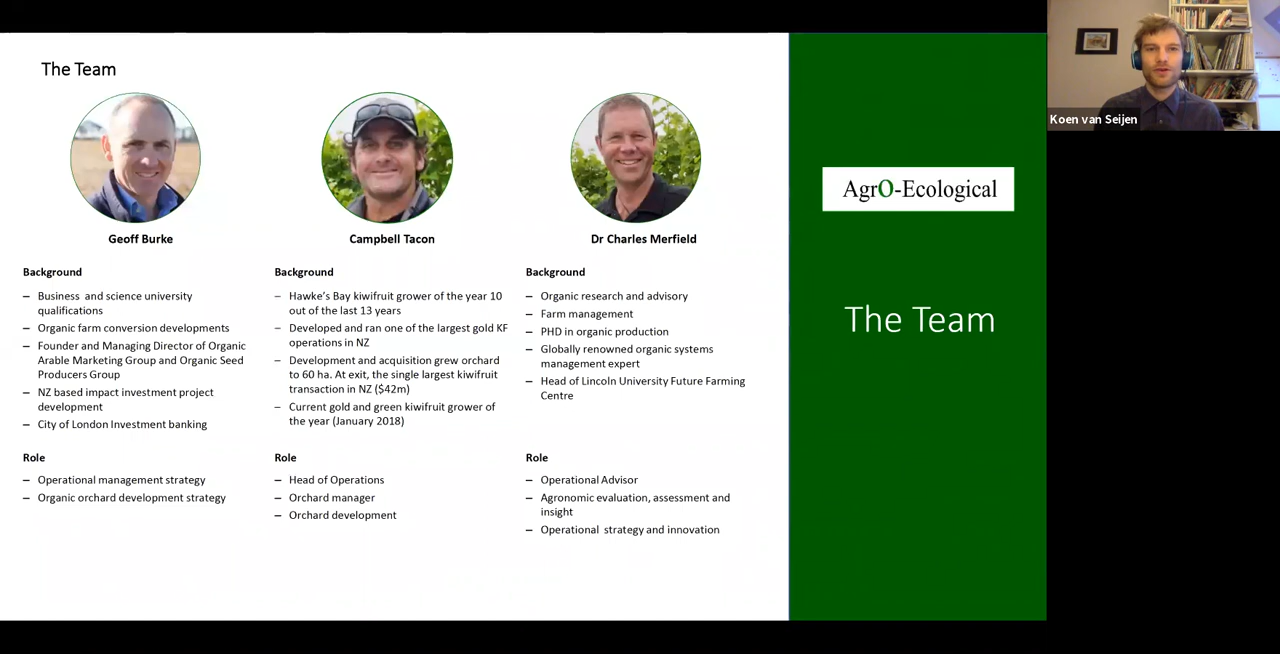 The Team
Geoff Burke
Background
– Business and science university
qualifications
– Organic farm conversion developments
– Founder and Managing Director of Organic
Arable Marketing Group and Organic Seed
Producers Group
– NZ based impact investment project
development
– City of London Investment banking
Role
– Operational management strategy
– Organic orchard development strategy
Campbell Tacon
Background
– Hawke's Bay kiwifruit grower of the year 10
out of the last 13 years
– Developed and ran one of the largest gold KF
operations in NZ
– Development and acquisition grew orchard
to 60 ha. At exit, the single largest kiwifruit
transaction in NZ ($42m)
– Current gold and green kiwifruit grower of
the year (January 2018)
Role
– Head of Operations
– Orchard manager
– Orchard development
Dr Charles Merfield
Background
– Organic research and advisory
– Farm management
– PHD in organic production
– Globally renowned organic systems
management expert
– Head of Lincoln University Future Farming
Centre
Role
– Operational Advisor
– Agronomic evaluation, assessment and
insight
– Operational strategy and innovation
AgrO-Ecological
The Team
Koen van Seijen